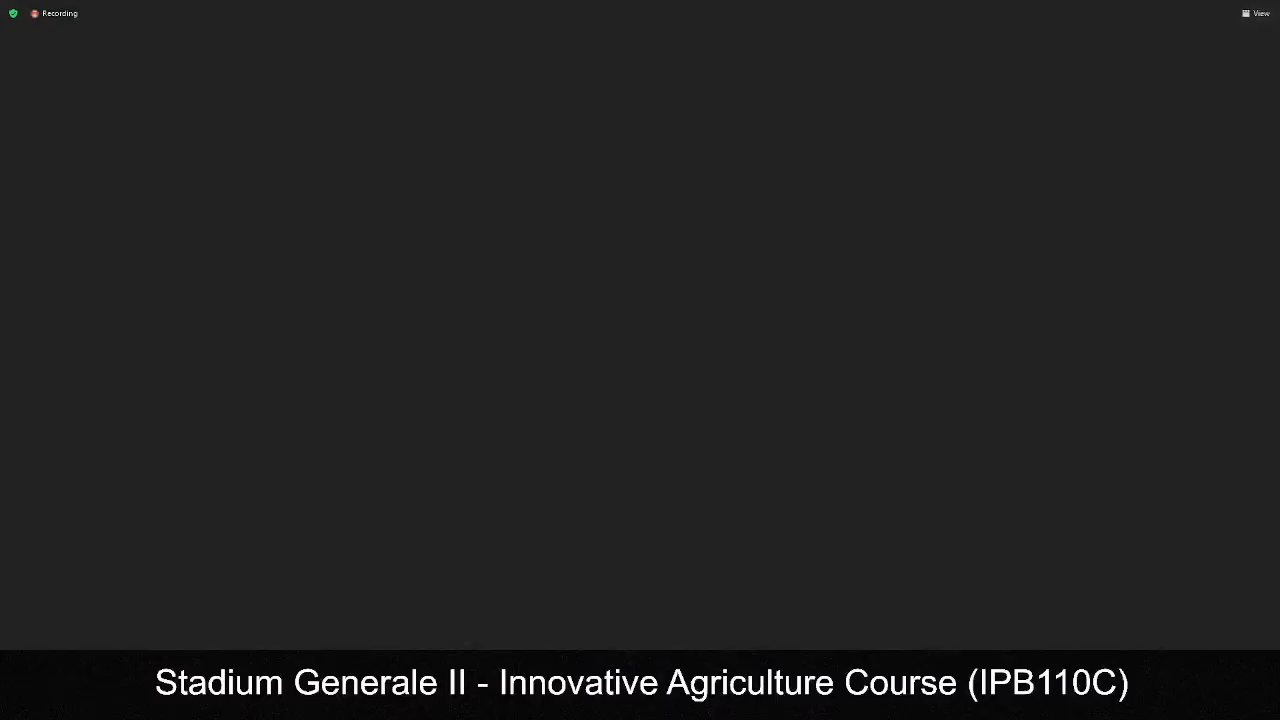 Recording
View
Stadium Generale II - Innovative Agriculture Course (IPB110C)